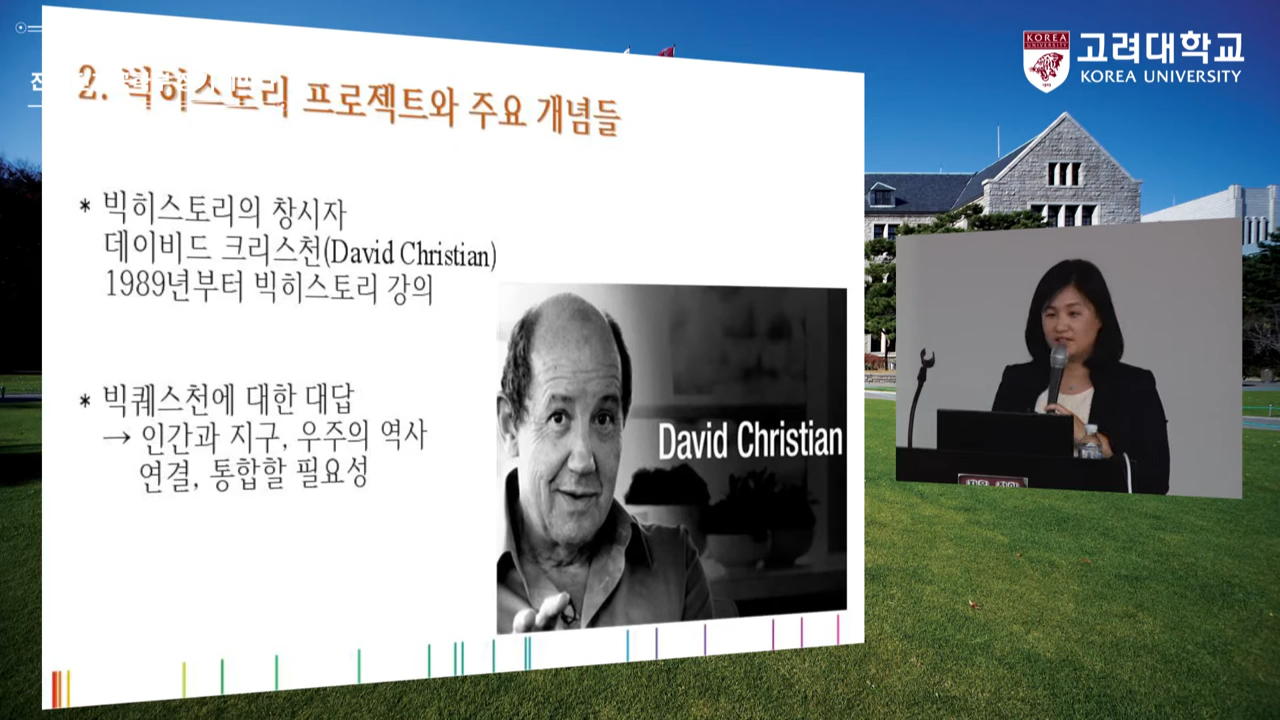 고려대학교
KOREA UNIVERSITY
KOREA
UNIVERSITY
2. 빅히스토리 프로젝트와 주요 개념들
* 빅히스토리의 창시자
데이비드 크리스천(David Christian)
1989년부터 빅히스토리 강의
* 빅퀘스천에 대한 대답
→ 인간과 지구, 우주의 역사
연결, 통합할 필요성
David Christian